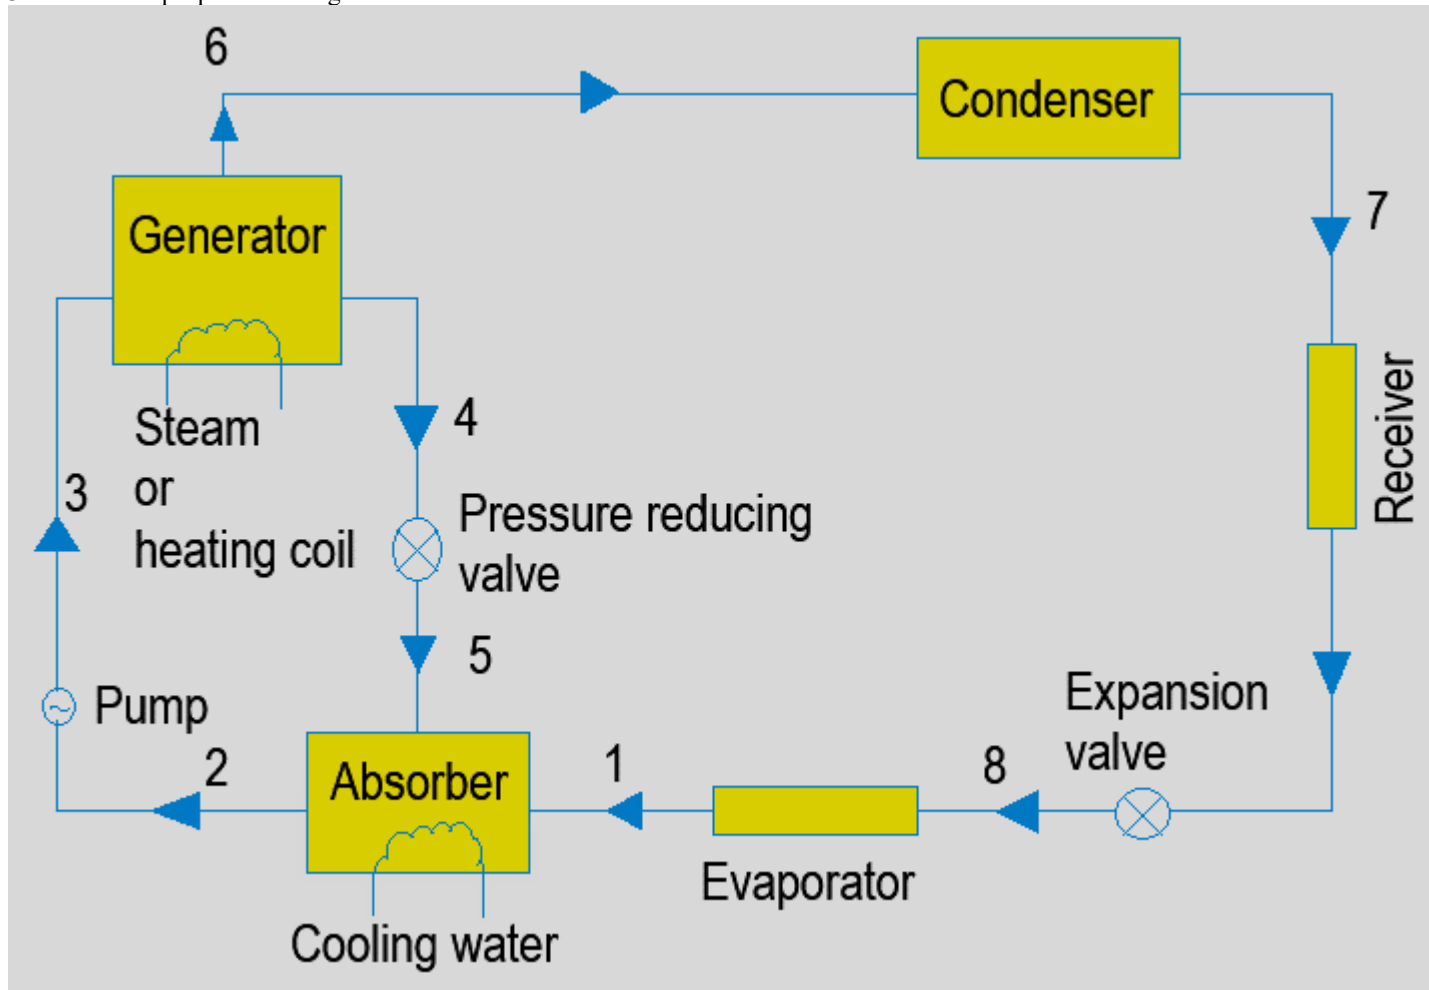 6
Condenser
7
Generator
Receiver
Steam
or
heating coil
4
3
Pressure reducing
valve
5
Pump
Expansion
valve
2
Absorber
1
8
Evaporator
Cooling water